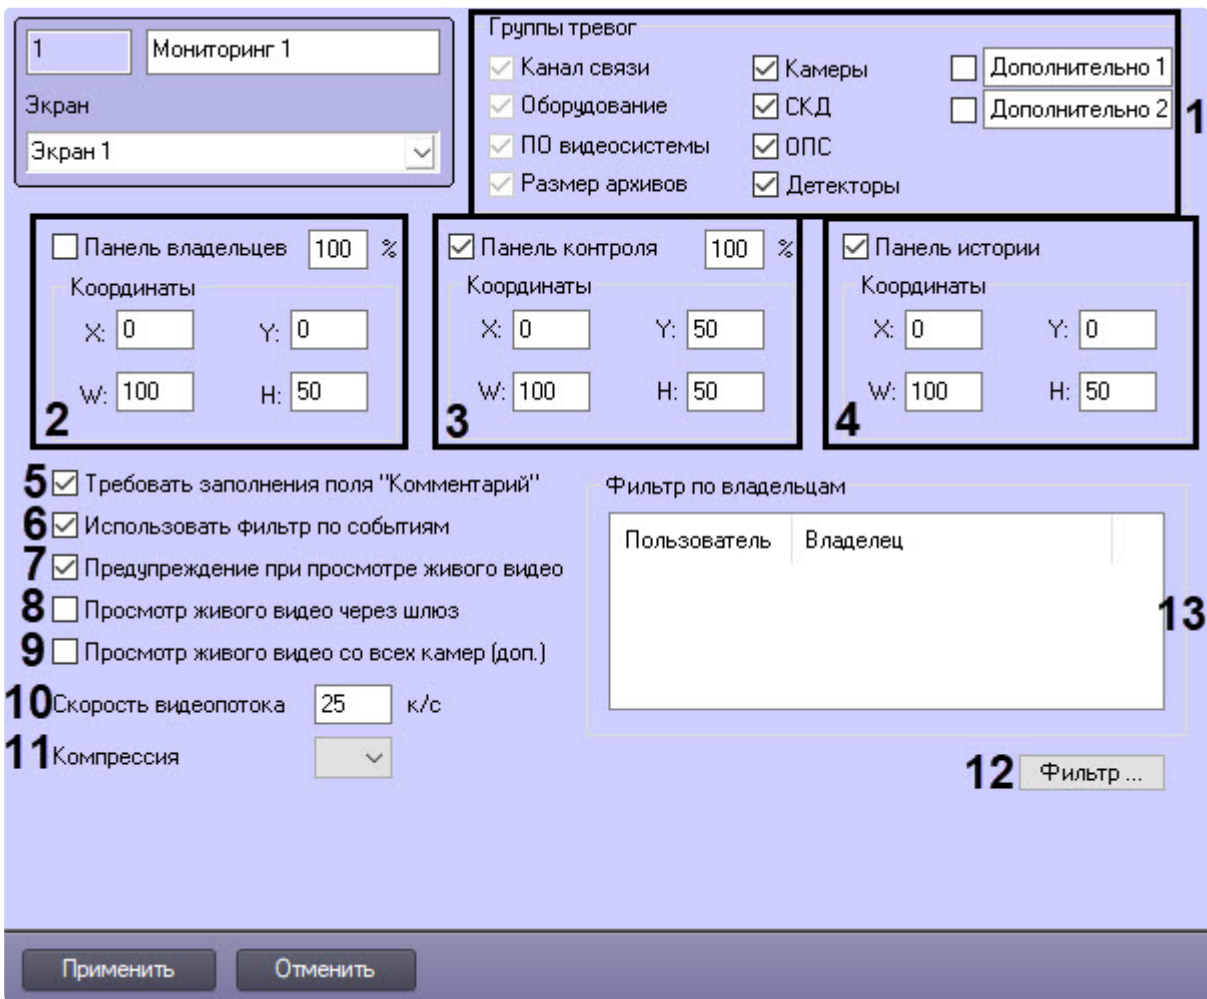 1
Мониторинг 1
Экран
Экран 1
Группы тревог
Канал связи
Камеры
Дополнительно 1
Оборудование
СКД
Дополнительно 2
1
ПО видеосистемы
ОПС
Размер архивов
Детекторы
Панель владельцев 100 %
Координаты
X: 0 Y: 0
W: 100 H: 50
2
Панель контроля 100 %
Координаты
X: 0 Y: 50
W: 100 H: 50
3
Панель истории
Координаты
X: 0 Y: 0
W: 100 H: 50
4
5 Требовать заполнения поля "Комментарий"
6 Использовать фильтр по событиям
7 Предупреждение при просмотре живого видео
8 Просмотр живого видео через шлюз
9 Просмотр живого видео со всех камер (доп.)
10 Скорость видеопотока 25 к/с
11 Компрессия
Фильтр по владельцам
Пользователь Владелец
13
12 Фильтр ...
Применить Отменить